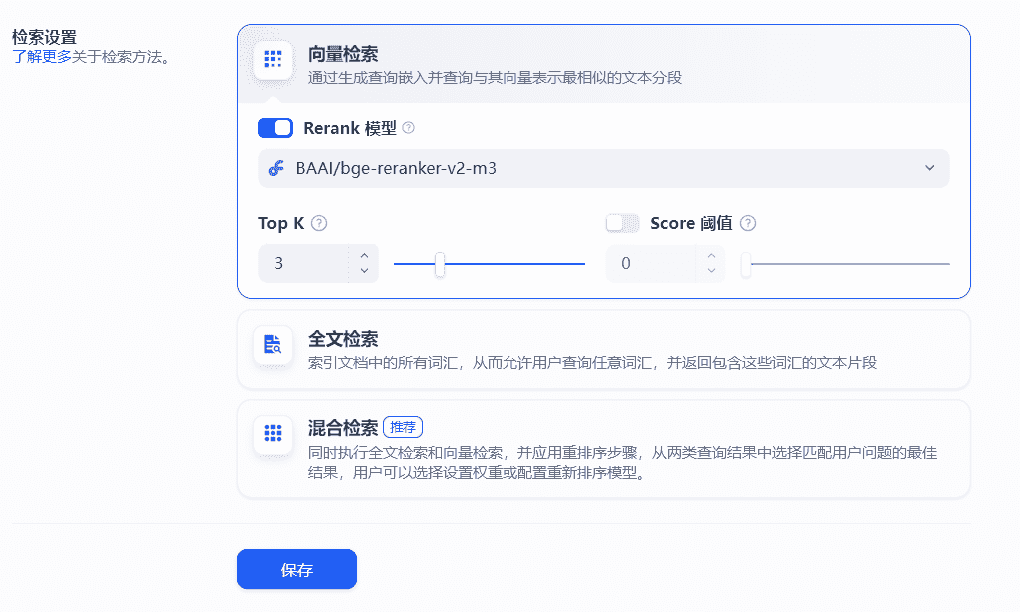 检索设置
了解更多关于检索方法。
向量检索
通过生成查询嵌入并查询与其向量表示最相似的文本分段
Rerank 模型
BAAI/bge-reranker-v2-m3
Top K
3
Score 阈值
0
全文检索
索引文档中的所有词汇，从而允许用户查询任意词汇，并返回包含这些词汇的文本片段
混合检索 推荐
同时执行全文检索和向量检索，并应用重排序步骤，从两类查询结果中选择匹配用户问题的最佳
结果，用户可以选择设置权重或配置重新排序模型。
保存